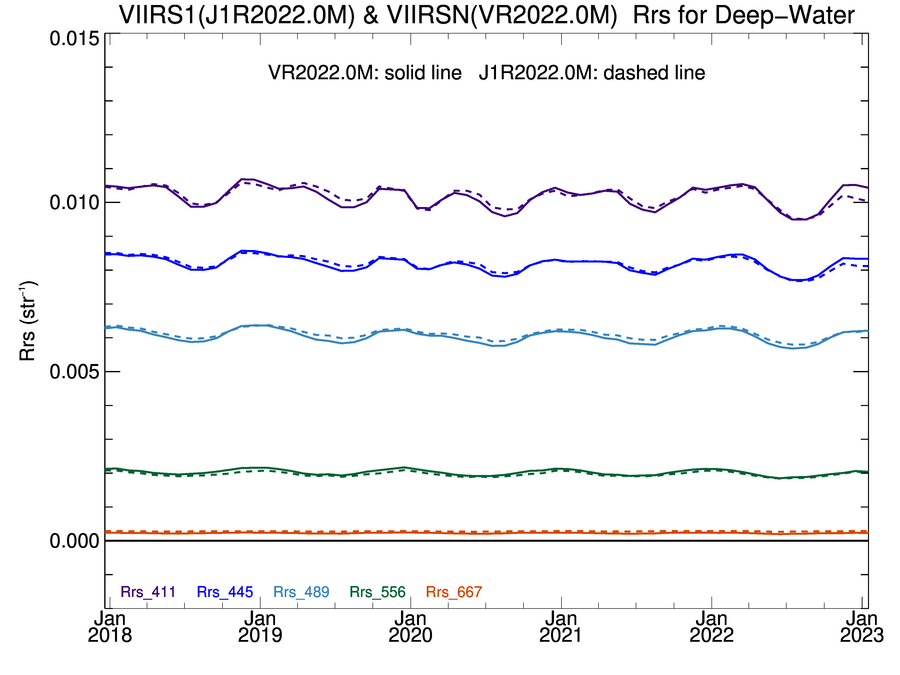 VIIRS1(J1R2022.0M) & VIIRSN(VR2022.0M)  Rrs for Deep−Water
0.015
VR2022.0M: solid line   J1R2022.0M: dashed line
0.010
Rrs (str⁻¹)
0.005
0.000
Rrs_411 Rrs_445 Rrs_489 Rrs_556 Rrs_667
Jan Jan Jan Jan Jan Jan
2018 2019 2020 2021 2022 2023